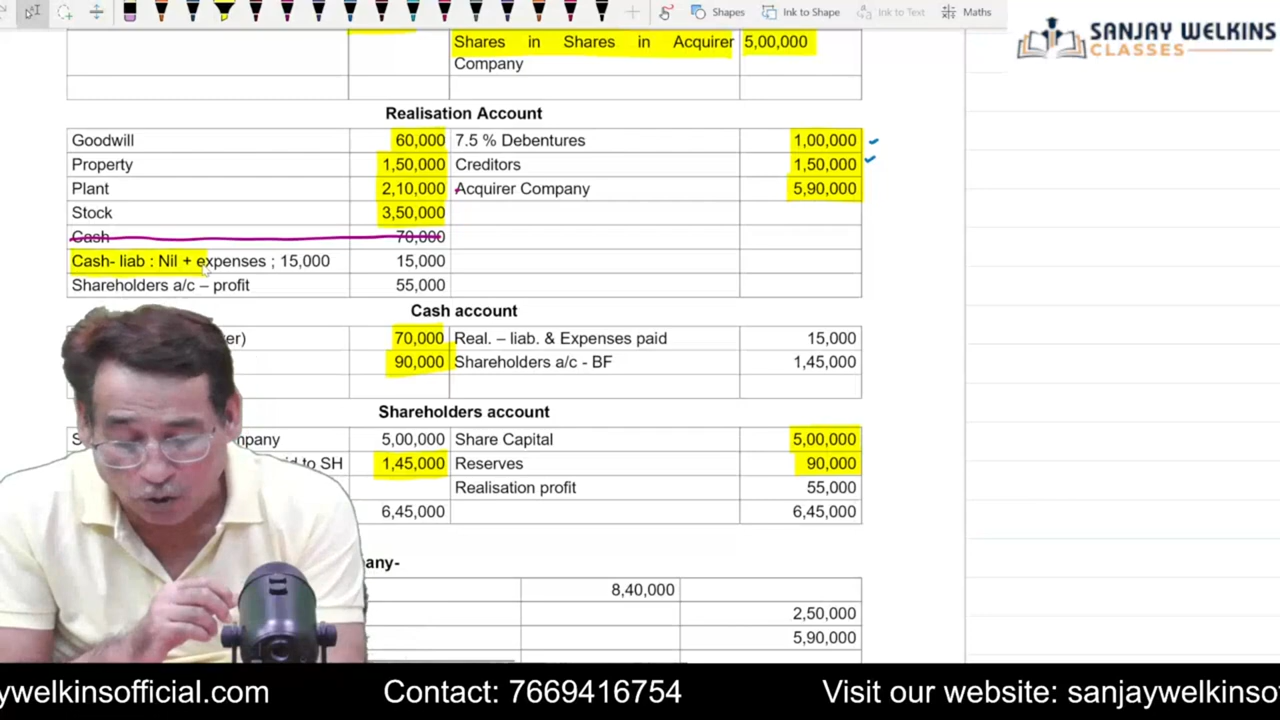 Shapes Ink to Shape Ink to Text Maths
SANJAY WELKINS
CLASSES
Shares in Shares in Acquirer 5,00,000
Company
Realisation Account
Goodwill 60,000 7.5 % Debentures 1,00,000
Property 1,50,000 Creditors 1,50,000
Plant 2,10,000 Acquirer Company 5,90,000
Stock 3,50,000
Cash 70,000
Cash- liab : Nil + expenses ; 15,000 15,000
Shareholders a/c – profit 55,000
Cash account
er) 70,000 Real. – liab. & Expenses paid 15,000
90,000 Shareholders a/c - BF 1,45,000
Shareholders account
mpany 5,00,000 Share Capital 5,00,000
to SH 1,45,000 Reserves 90,000
Realisation profit 55,000
6,45,000 6,45,000
any-
8,40,000
2,50,000
5,90,000
ywelkinsofficial.com Contact: 7669416754 Visit our website: sanjaywelkinso